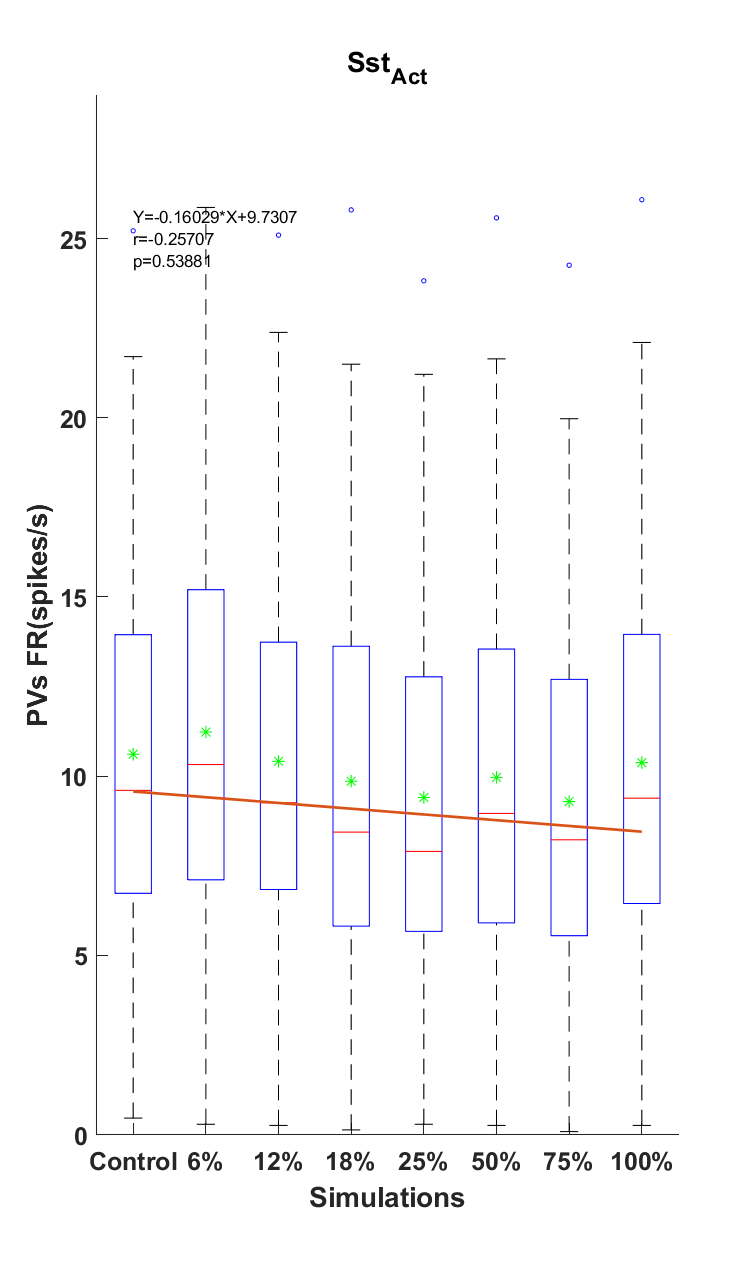 Sst_Act
Y=-0.16029*X+9.7307
r=-0.25707
p=0.53881
25
20
15
10
5
0
PVs FR(spikes/s)
Control 6% 12% 18% 25% 50% 75% 100%
Simulations